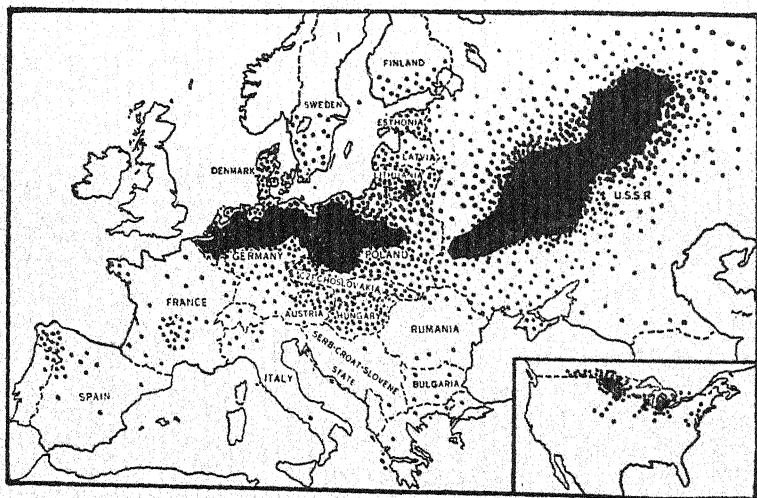 FINLAND
SWEDEN
ESTHONIA
LATVIA
LITHUANIA
DENMARK
U.S.S.R
GERMANY
POLAND
CZECHOSLOVAKIA
FRANCE
AUSTRIA
HUNGARY
RUMANIA
SERB-CROAT-SLOVENE
STATE
ITALY
SPAIN
BULGARIA